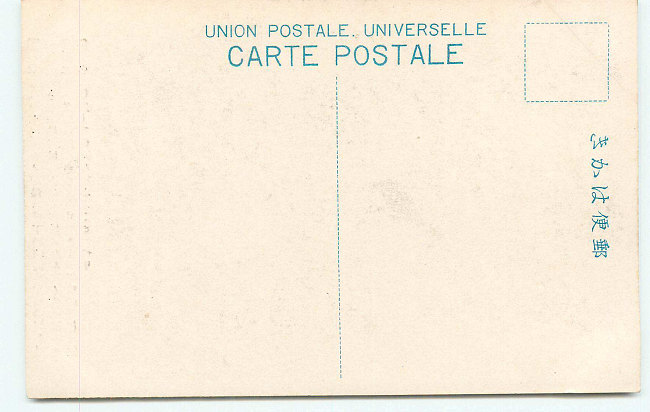 UNION POSTALE. UNIVERSELLE
CARTE POSTALE
きかは便郵